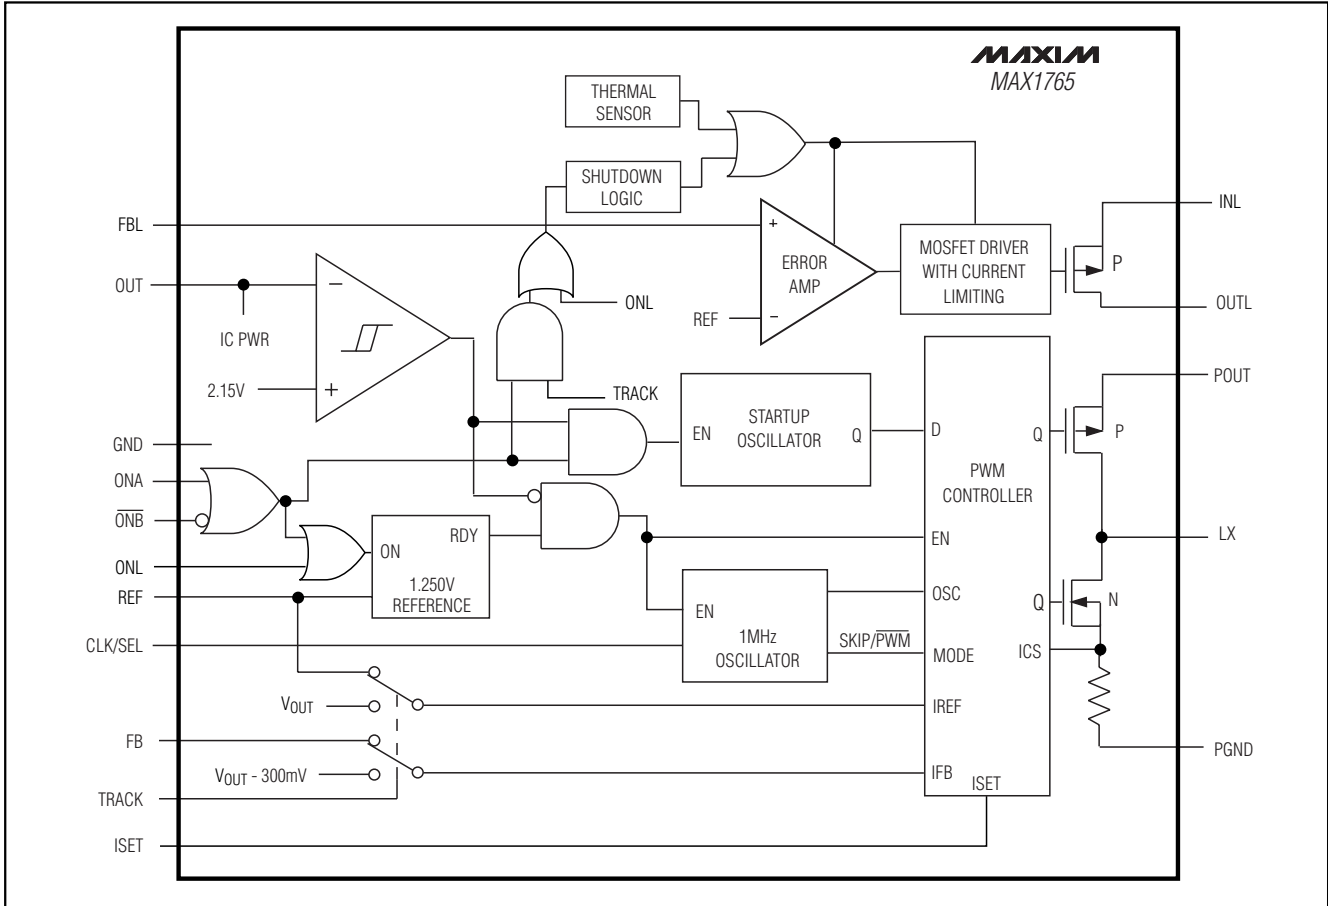 MAXIM
MAX1765
THERMAL
SENSOR
SHUTDOWN
LOGIC
INL
FBL
+
MOSFET DRIVER
WITH CURRENT
LIMITING
P
ERROR
AMP
OUT
−
ONL
OUTL
REF
−
IC PWR
2.15V
+
TRACK
POUT
STARTUP
OSCILLATOR
EN
Q
D
Q
P
GND
PWM
CONTROLLER
ONA
O̅N̅B̅
RDY
ON
EN
LX
ONL
1.250V
REFERENCE
REF
EN
OSC
Q
N
1MHz
OSCILLATOR
CLK/SEL
SKIP/P̅W̅M̅
MODE
ICS
VOUT
IREF
FB
PGND
VOUT - 300mV
IFB
ISET
TRACK
ISET